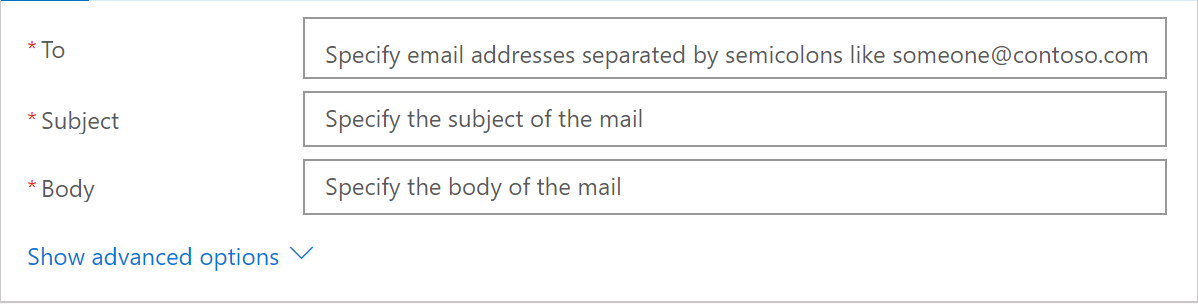 * To
Specify email addresses separated by semicolons like someone@contoso.com
* Subject
Specify the subject of the mail
* Body
Specify the body of the mail
Show advanced options